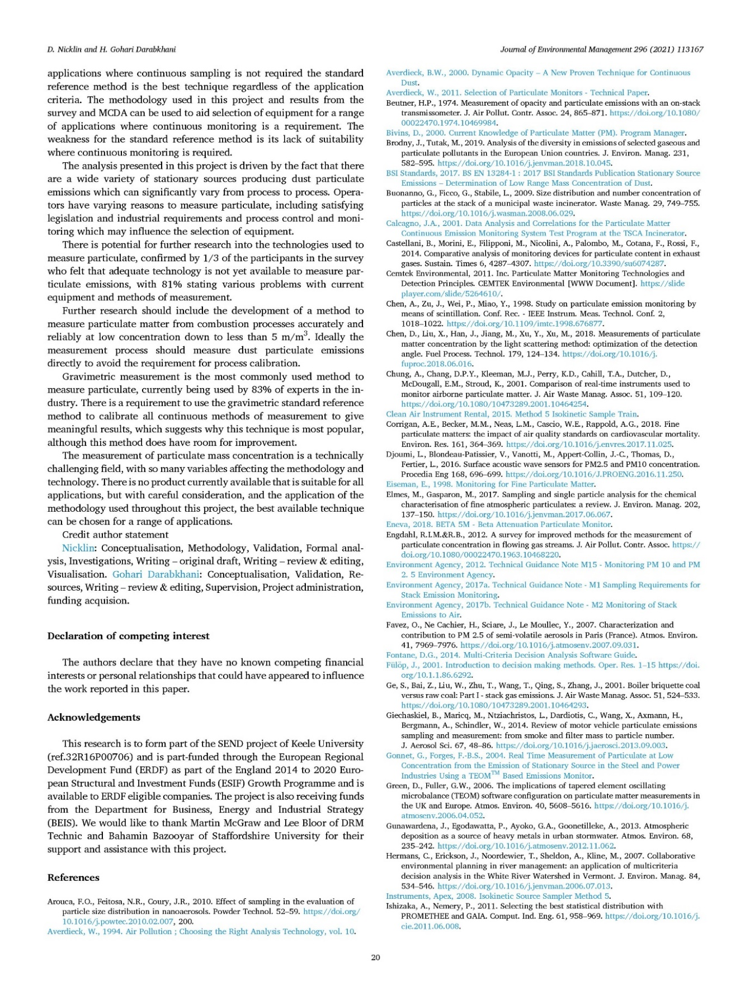 D. Nicklin and H. Gohari Darabkhani
Journal of Environmental Management 296 (2021) 113167
applications where continuous sampling is not required the standard
reference method is the best technique regardless of the application
criteria. The methodology used in this project and results from the
survey and MCDA can be used to aid selection of equipment for a range
of applications where continuous monitoring is a requirement. The
weakness for the standard reference method is its lack of suitability
where continuous monitoring is required.
The analysis presented in this project is driven by the fact that there
are a wide variety of stationary sources producing dust particulate
emissions which can significantly vary from process to process. Opera-
tors have varying reasons to measure particulate, including satisfying
legislation and industrial requirements and process control and moni-
toring which may influence the selection of equipment.
There is potential for further research into the technologies used to
measure particulate, confirmed by 1/3 of the participants in the survey
who felt that adequate technology is not yet available to measure par-
ticulate emissions, with 81% stating various problems with current
equipment and methods of measurement.
Further research should include the development of a method to
measure particulate matter from combustion processes accurately and
reliably at low concentration down to less than 5 m/m³. Ideally the
measurement process should measure dust particulate emissions
directly to avoid the requirement for process calibration.
Gravimetric measurement is the most commonly used method to
measure particulate, currently being used by 83% of experts in the in-
dustry. There is a requirement to use the gravimetric standard reference
method to calibrate all continuous methods of measurement to give
meaningful results, which suggests why this technique is most popular,
although this method does have room for improvement.
The measurement of particulate mass concentration is a technically
challenging field, with so many variables affecting the methodology and
technology. There is no product currently available that is suitable for all
applications, but with careful consideration, and the application of the
methodology used throughout this project, the best available technique
can be chosen for a range of applications.
Credit author statement
Nicklin: Conceptualisation, Methodology, Validation, Formal anal-
ysis, Investigations, Writing – original draft, Writing – review & editing,
Visualisation. Gohari Darabkhani: Conceptualisation, Validation, Re-
sources, Writing – review & editing, Supervision, Project administration,
funding acquision.
Declaration of competing interest
The authors declare that they have no known competing financial
interests or personal relationships that could have appeared to influence
the work reported in this paper.
Acknowledgements
This research is to form part of the SEND project of Keele University
(ref.32R16P00706) and is part-funded through the European Regional
Development Fund (ERDF) as part of the England 2014 to 2020 Euro-
pean Structural and Investment Funds (ESIF) Growth Programme and is
available to ERDF eligible companies. The project is also receiving funds
from the Department for Business, Energy and Industrial Strategy
(BEIS). We would like to thank Martin McGraw and Lee Bloor of DRM
Technic and Bahamin Bazooyar of Staffordshire University for their
support and assistance with this project.
References
Arouca, F.O., Feitosa, N.R., Coury, J.R., 2010. Effect of sampling in the evaluation of
particle size distribution in nanoaerosols. Powder Technol. 52–59. https://doi.org/
10.1016/j.powtec.2010.02.007, 200.
Averdieck, W., 1994. Air Pollution ; Choosing the Right Analysis Technology, vol. 10.
Averdieck, B.W., 2000. Dynamic Opacity – A New Proven Technique for Continuous
Dust.
Averdieck, W., 2011. Selection of Particulate Monitors - Technical Paper.
Beutner, H.P., 1974. Measurement of opacity and particulate emissions with an on-stack
transmissometer. J. Air Pollut. Contr. Assoc. 24, 865–871. https://doi.org/10.1080/
00022470.1974.10469984.
Bivins, D., 2000. Current Knowledge of Particulate Matter (PM). Program Manager.
Brodny, J., Tutak, M., 2019. Analysis of the diversity in emissions of selected gaseous and
particulate pollutants in the European Union countries. J. Environ. Manag. 231,
582–595. https://doi.org/10.1016/j.jenvman.2018.10.045.
BSI Standards, 2017. BS EN 13284-1 : 2017 BSI Standards Publication Stationary Source
Emissions – Determination of Low Range Mass Concentration of Dust.
Buonanno, G., Ficco, G., Stabile, L., 2009. Size distribution and number concentration of
particles at the stack of a municipal waste incinerator. Waste Manag. 29, 749–755.
https://doi.org/10.1016/j.wasman.2008.06.029.
Calcagno, J.A., 2001. Data Analysis and Correlations for the Particulate Matter
Continuous Emission Monitoring System Test Program at the TSCA Incinerator.
Castellani, B., Morini, E., Filipponi, M., Nicolini, A., Palombo, M., Cotana, F., Rossi, F.,
2014. Comparative analysis of monitoring devices for particulate content in exhaust
gases. Sustain. Times 6, 4287–4307. https://doi.org/10.3390/su6074287.
Cemtek Environmental, 2011. Inc. Particulate Matter Monitoring Technologies and
Detection Principles. CEMTEK Environmental [WWW Document]. https://slide
player.com/slide/5264610/.
Chen, A., Zu, J., Wei, P., Miao, Y., 1998. Study on particulate emission monitoring by
means of scintillation. Conf. Rec. - IEEE Instrum. Meas. Technol. Conf. 2,
1018–1022. https://doi.org/10.1109/imtc.1998.676877.
Chen, D., Liu, X., Han, J., Jiang, M., Xu, Y., Xu, M., 2018. Measurements of particulate
matter concentration by the light scattering method: optimization of the detection
angle. Fuel Process. Technol. 179, 124–134. https://doi.org/10.1016/j.
fuproc.2018.06.016.
Chung, A., Chang, D.P.Y., Kleeman, M.J., Perry, K.D., Cahill, T.A., Dutcher, D.,
McDougall, E.M., Stroud, K., 2001. Comparison of real-time instruments used to
monitor airborne particulate matter. J. Air Waste Manag. Assoc. 51, 109–120.
https://doi.org/10.1080/10473289.2001.10464254.
Clean Air Instrument Rental, 2015. Method 5 Isokinetic Sample Train.
Corrigan, A.E., Becker, M.M., Neas, L.M., Cascio, W.E., Rappold, A.G., 2018. Fine
particulate matters: the impact of air quality standards on cardiovascular mortality.
Environ. Res. 161, 364–369. https://doi.org/10.1016/j.envres.2017.11.025.
Djoumi, L., Blondeau-Patissier, V., Vanotti, M., Appert-Collin, J.-C., Thomas, D.,
Fertier, L., 2016. Surface acoustic wave sensors for PM2.5 and PM10 concentration.
Procedia Eng 168, 696–699. https://doi.org/10.1016/J.PROENG.2016.11.250.
Eiseman, E., 1998. Monitoring for Fine Particulate Matter.
Elmes, M., Gasparon, M., 2017. Sampling and single particle analysis for the chemical
characterisation of fine atmospheric particulates: a review. J. Environ. Manag. 202,
137–150. https://doi.org/10.1016/j.jenvman.2017.06.067.
Eneva, 2018. BETA 5M - Beta Attenuation Particulate Monitor.
Engdahl, R.I.M.&R.B., 2012. A survey for improved methods for the measurement of
particulate concentration in flowing gas streams. J. Air Pollut. Contr. Assoc. https://
doi.org/10.1080/00022470.1963.10468220.
Environment Agency, 2012. Technical Guidance Note M15 - Monitoring PM 10 and PM
2. 5 Environment Agency.
Environment Agency, 2017a. Technical Guidance Note - M1 Sampling Requirements for
Stack Emission Monitoring.
Environment Agency, 2017b. Technical Guidance Note - M2 Monitoring of Stack
Emissions to Air.
Favez, O., Ne Cachier, H., Sciare, J., Le Moullec, Y., 2007. Characterization and
contribution to PM 2.5 of semi-volatile aerosols in Paris (France). Atmos. Environ.
41, 7969–7976. https://doi.org/10.1016/j.atmosenv.2007.09.031.
Fontane, D.G., 2014. Multi-Criteria Decision Analysis Software Guide.
Fülöp, J., 2001. Introduction to decision making methods. Oper. Res. 1–15 https://doi.
org/10.1.1.86.6292.
Ge, S., Bai, Z., Liu, W., Zhu, T., Wang, T., Qing, S., Zhang, J., 2001. Boiler briquette coal
versus raw coal: Part I - stack gas emissions. J. Air Waste Manag. Assoc. 51, 524–533.
https://doi.org/10.1080/10473289.2001.10464293.
Giechaskiel, B., Maricq, M., Ntziachristos, L., Dardiotis, C., Wang, X., Axmann, H.,
Bergmann, A., Schindler, W., 2014. Review of motor vehicle particulate emissions
sampling and measurement: from smoke and filter mass to particle number.
J. Aerosol Sci. 67, 48–86. https://doi.org/10.1016/j.jaerosci.2013.09.003.
Gonnet, G., Forges, F.-B.S., 2004. Real Time Measurement of Particulate at Low
Concentration from the Emission of Stationary Source in the Steel and Power
Industries Using a TEOM™ Based Emissions Monitor.
Green, D., Fuller, G.W., 2006. The implications of tapered element oscillating
microbalance (TEOM) software configuration on particulate matter measurements in
the UK and Europe. Atmos. Environ. 40, 5608–5616. https://doi.org/10.1016/j.
atmosenv.2006.04.052.
Gunawardena, J., Egodawatta, P., Ayoko, G.A., Goonetilleke, A., 2013. Atmospheric
deposition as a source of heavy metals in urban stormwater. Atmos. Environ. 68,
235–242. https://doi.org/10.1016/j.atmosenv.2012.11.062.
Hermans, C., Erickson, J., Noordewier, T., Sheldon, A., Kline, M., 2007. Collaborative
environmental planning in river management: an application of multicriteria
decision analysis in the White River Watershed in Vermont. J. Environ. Manag. 84,
534–546. https://doi.org/10.1016/j.jenvman.2006.07.013.
Instruments, Apex, 2008. Isokinetic Source Sampler Method 5.
Ishizaka, A., Nemery, P., 2011. Selecting the best statistical distribution with
PROMETHEE and GAIA. Comput. Ind. Eng. 61, 958–969. https://doi.org/10.1016/j.
cie.2011.06.008.
20